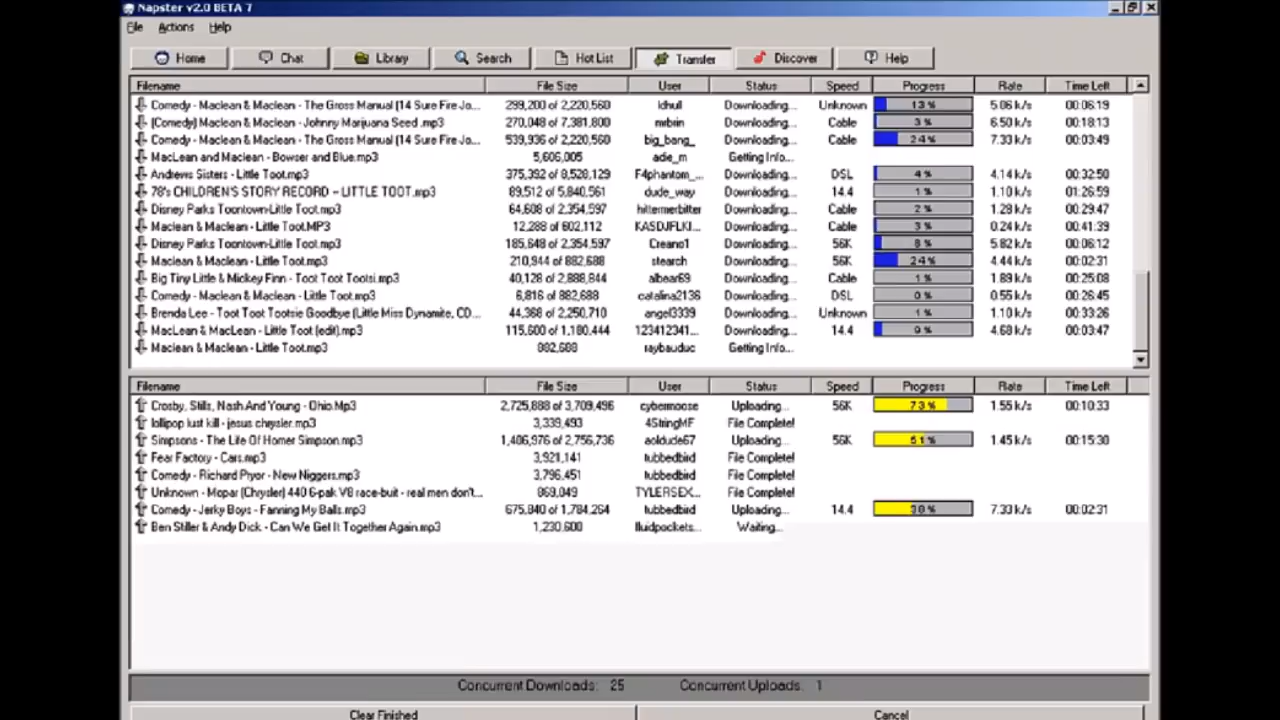 Napster v2.0 BETA 7
File Actions Help
Home Chat Library Search Hot List Transfer Discover Help
Filename File Size User Status Speed Progress Rate Time Left
Comedy - Maclean & Maclean - The Gross Manual (14 Sure Fire Jo... 299,200 of 2,220,560 ldhull Downloading... Unknown 13% 5.06 k/s 00:06:19
(Comedy) Maclean & Maclean - Johnny Marijuana Seed .mp3 270,048 of 7,381,800 Downloading... Cable 3% 6.50 k/s 00:18:13
Comedy - Maclean & Maclean - The Gross Manual (14 Sure Fire Jo... 539,936 of 2,220,560 big_bang_ Downloading... Cable 24% 7.33 k/s 00:03:49
MacLean and Maclean - Bowser and Blue.mp3 5,606,005 adie_m Getting Info...
Andrews Sisters - Little Toot.mp3 375,392 of 8,528,129 F4phantom_... Downloading... DSL 4% 4.14 k/s 00:32:50
78's CHILDREN'S STORY RECORD - LITTLE TOOT.mp3 89,512 of 5,840,561 dude_way Downloading... 14.4 1% 1.10 k/s 01:26:59
Disney Parks Toontown-Little Toot.mp3 64,608 of 2,354,597 hittermerbitter Downloading... Cable 2% 1.28 k/s 00:29:47
Maclean & Maclean - Little Toot.MP3 12,288 of 602,112 KASDJFLKI... Downloading... Cable 3% 0.24 k/s 00:41:39
Disney Parks Toontown-Little Toot.mp3 185,648 of 2,354,597 Creano1 Downloading... 56K 8% 5.82 k/s 00:06:12
Maclean & Maclean - Little Toot.mp3 210,944 of 882,688 stearch Downloading... 56K 24% 4.44 k/s 00:02:31
Big Tiny Little & Mickey Finn - Toot Toot Tootsi.mp3 40,128 of 2,888,844 albear69 Downloading... Cable 1% 1.89 k/s 00:25:08
Comedy - Maclean & Maclean - Little Toot.mp3 6,816 of 882,688 catalina2136 Downloading... DSL 0% 0.55 k/s 00:26:45
Brenda Lee - Toot Toot Tootsie Goodbye (Little Miss Dynamite, CD... 44,368 of 2,250,710 angel3339 Downloading... Unknown 1% 1.10 k/s 00:33:26
MacLean & MacLean - Little Toot (edit).mp3 115,600 of 1,180,444 123412341... Downloading... 14.4 9% 4.68 k/s 00:03:47
Maclean & Maclean - Little Toot.mp3 882,688 raybauduc Getting Info...
Filename File Size User Status Speed Progress Rate Time Left
Crosby, Stills, Nash And Young - Ohio.Mp3 2,725,888 of 3,709,496 cybermoose Uploading... 56K 73% 1.55 k/s 00:10:33
lollipop lust kill - jesus chrysler.mp3 3,339,493 4StringMF File Complete!
Simpsons - The Life Of Homer Simpson.mp3 1,406,976 of 2,756,736 aoldude67 Uploading... 56K 51% 1.45 k/s 00:15:30
Fear Factory - Cars.mp3 3,921,141 tubbedbird File Complete!
Comedy - Richard Pryor - New Niggers.mp3 3,796,451 tubbedbird File Complete!
Unknown - Mopar (Chrysler) 440 6-pak V8 race-buit - real men don't... 869,049 TYLERSEX... File Complete!
Comedy - Jerky Boys - Fanning My Balls.mp3 675,840 of 1,784,264 tubbedbird Uploading... 14.4 38% 7.33 k/s 00:02:31
Ben Stiller & Andy Dick - Can We Get It Together Again.mp3 1,230,600 fluidpockets... Waiting...
Concurrent Downloads: 25 Concurrent Uploads: 1
Clear Finished Cancel